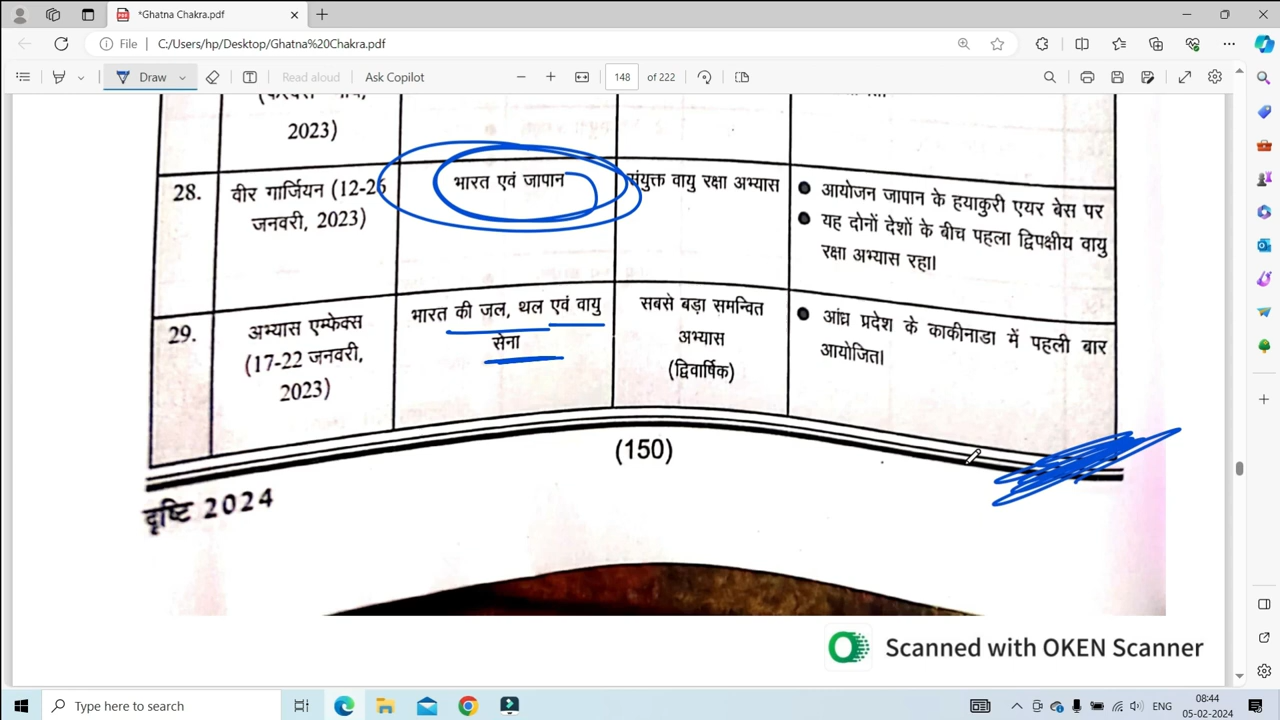 *Ghatna Chakra.pdf
File C:/Users/hp/Desktop/Ghatna%20Chakra.pdf
Draw Read aloud Ask Copilot 148 of 222
2023)
28. वीर गार्जियन (12-26 भारत एवं जापान संयुक्त वायु रक्षा अभ्यास आयोजन जापान के हयाकुरी एयर बेस पर
जनवरी, 2023) यह दोनों देशों के बीच पहला द्विपक्षीय वायु
रक्षा अभ्यास रहा।
29. अभ्यास एम्फेक्स भारत की जल, थल एवं वायु सबसे बड़ा समन्वित आंध्र प्रदेश के काकीनाडा में पहली बार
(17-22 जनवरी, सेना अभ्यास आयोजित।
2023) (द्विवार्षिक)
(150)
दृष्टि 2024
Scanned with OKEN Scanner
Type here to search ENG 08:44
05-02-2024